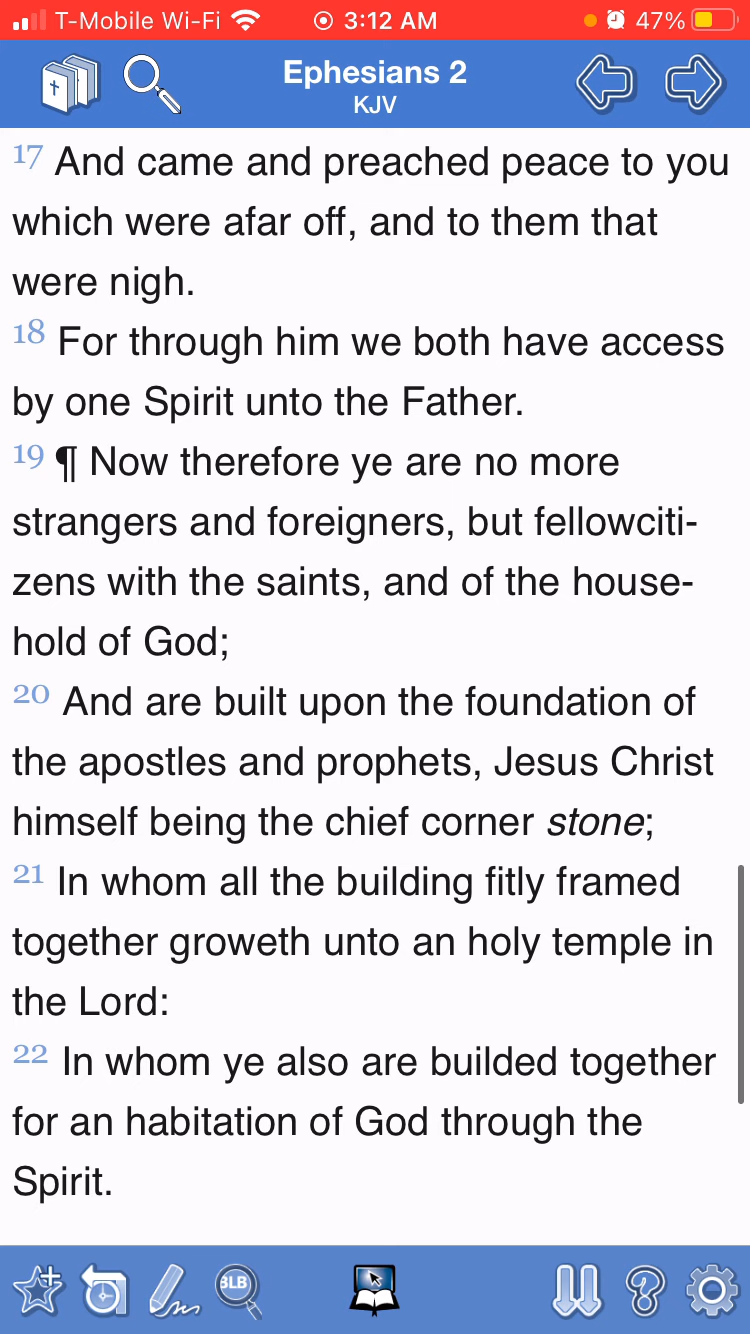 T-Mobile Wi-Fi 3:12 AM 47%
Ephesians 2
KJV
17 And came and preached peace to you
which were afar off, and to them that
were nigh.
18 For through him we both have access
by one Spirit unto the Father.
19 ¶ Now therefore ye are no more
strangers and foreigners, but fellowciti-
zens with the saints, and of the house-
hold of God;
20 And are built upon the foundation of
the apostles and prophets, Jesus Christ
himself being the chief corner stone;
21 In whom all the building fitly framed
together groweth unto an holy temple in
the Lord:
22 In whom ye also are builded together
for an habitation of God through the
Spirit.
BLB